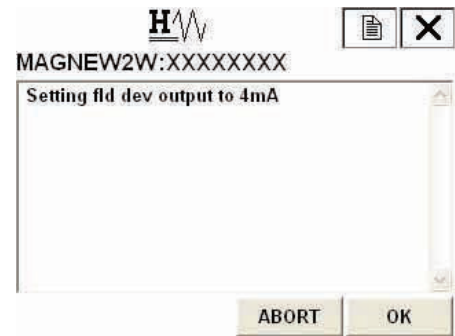 H
MAGNEW2W:XXXXXXXX
Setting fld dev output to 4mA
ABORT OK